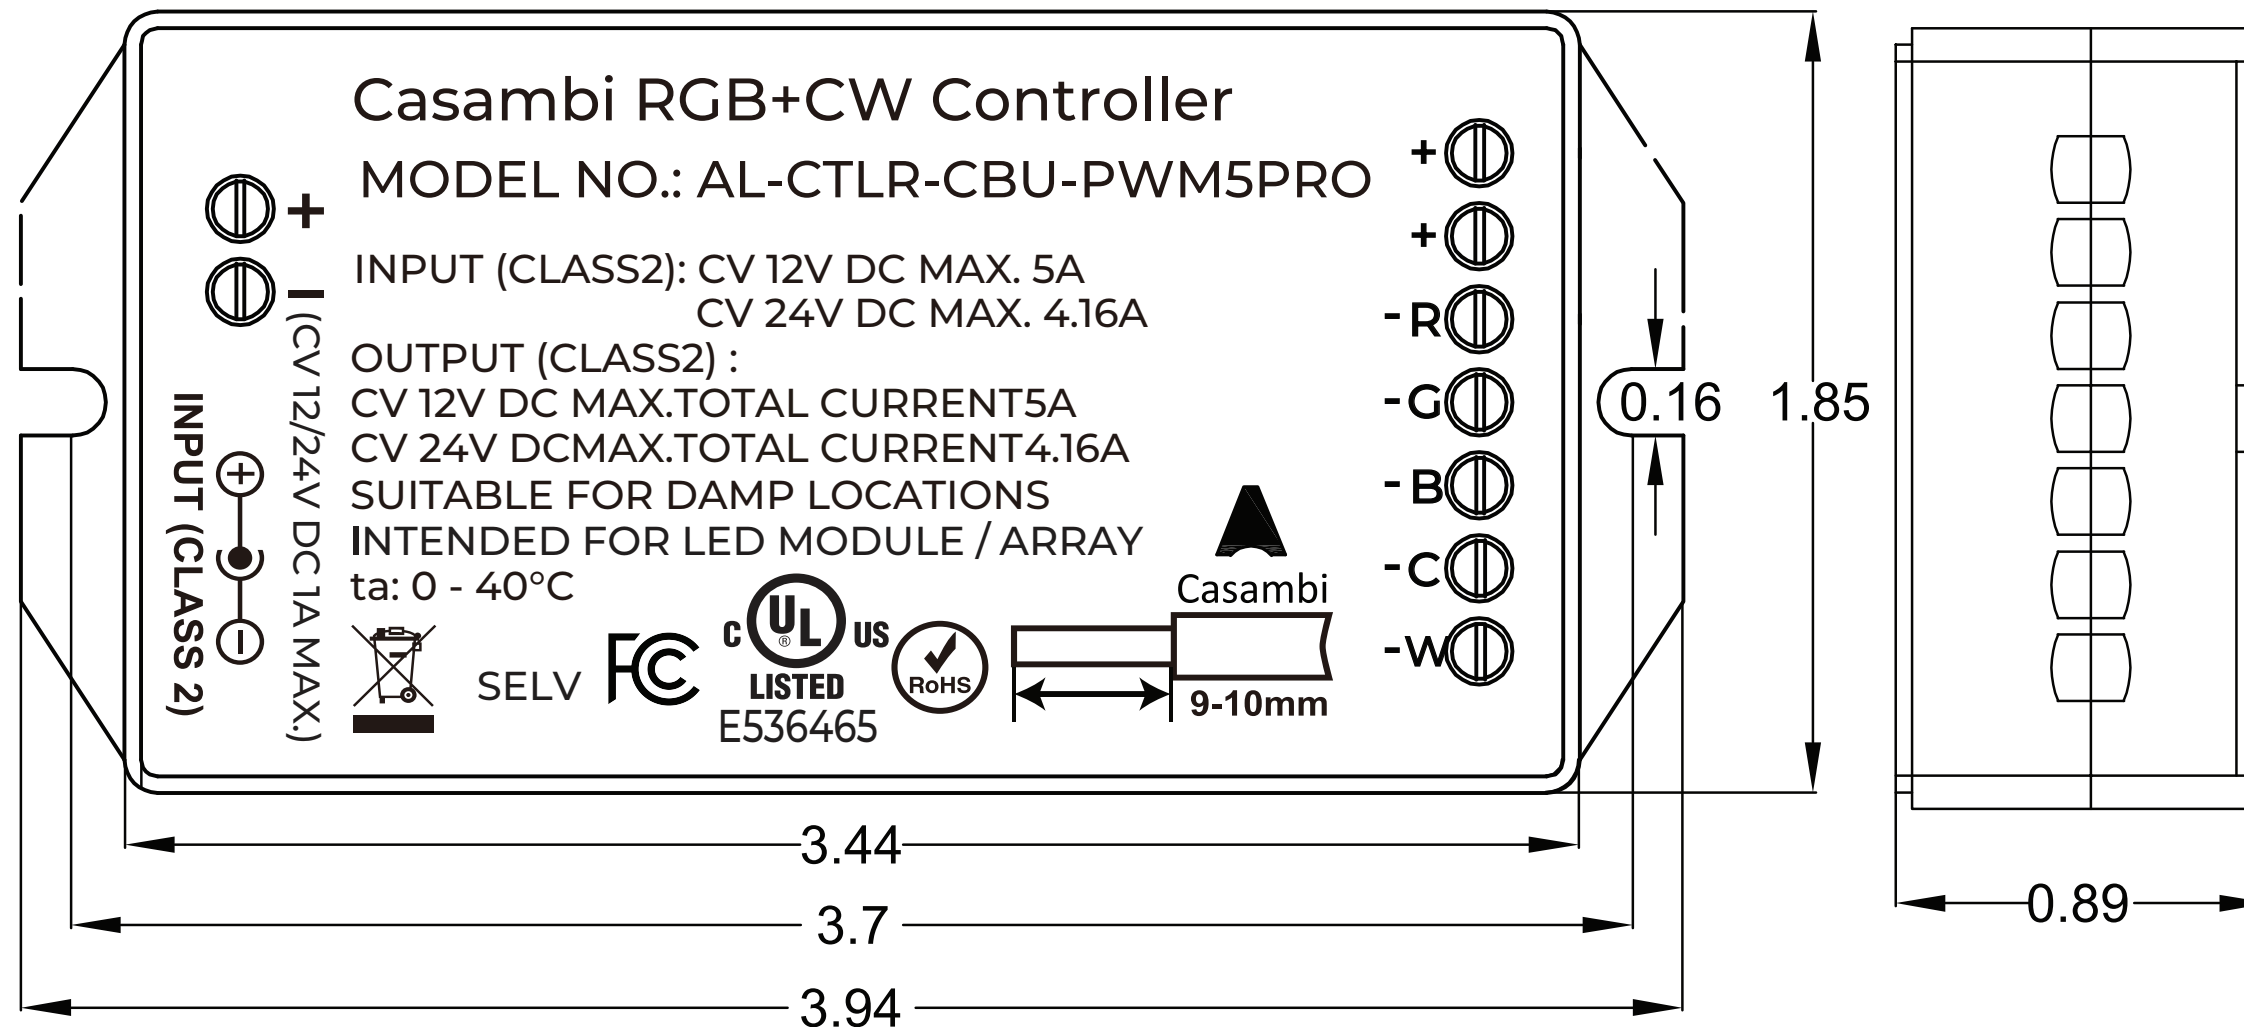 Casambi RGB+CW Controller
MODEL NO.: AL-CTLR-CBU-PWM5PRO
INPUT (CLASS2): CV 12V DC MAX. 5A
CV 24V DC MAX. 4.16A
OUTPUT (CLASS2) :
CV 12V DC MAX.TOTAL CURRENT5A
CV 24V DCMAX.TOTAL CURRENT4.16A
SUITABLE FOR DAMP LOCATIONS
INTENDED FOR LED MODULE / ARRAY
ta: 0 - 40°C
+
–
INPUT (CLASS 2)
(CV 12/24V DC 1A MAX.)
+
–
SELV
FC
C UL ® US
LISTED
E536465
RoHS
Casambi
9-10mm
+
+
-R
-G
-B
-C
-W
0.16
1.85
3.44
3.7
3.94
0.89